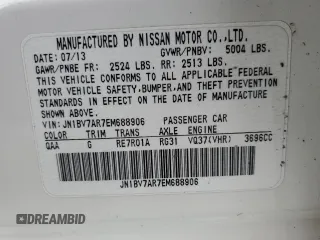 MANUFACTURED BY NISSAN MOTOR CO.,LTD.
DATE: 07/13 GVWR/PNBV: 5004 LBS.
GAWR/PNBE FR: 2524 LBS. RR: 2513 LBS.
THIS VEHICLE CONFORMS TO ALL APPLICABLE FEDERAL
MOTOR VEHICLE SAFETY,BUMPER,AND THEFT PREVENTION
STANDARDS IN EFFECT ON THE DATE OF MANUFACTURE
SHOWN ABOVE.
VIN: JN1BV7AR7EM688906 PASSENGER CAR
COLOR TRIM TRANS AXLE ENGINE
QAA G RE7R01A RG31 VQ37(VHR) 3696CC
JN1BV7AR7EM688906
DREAMBID